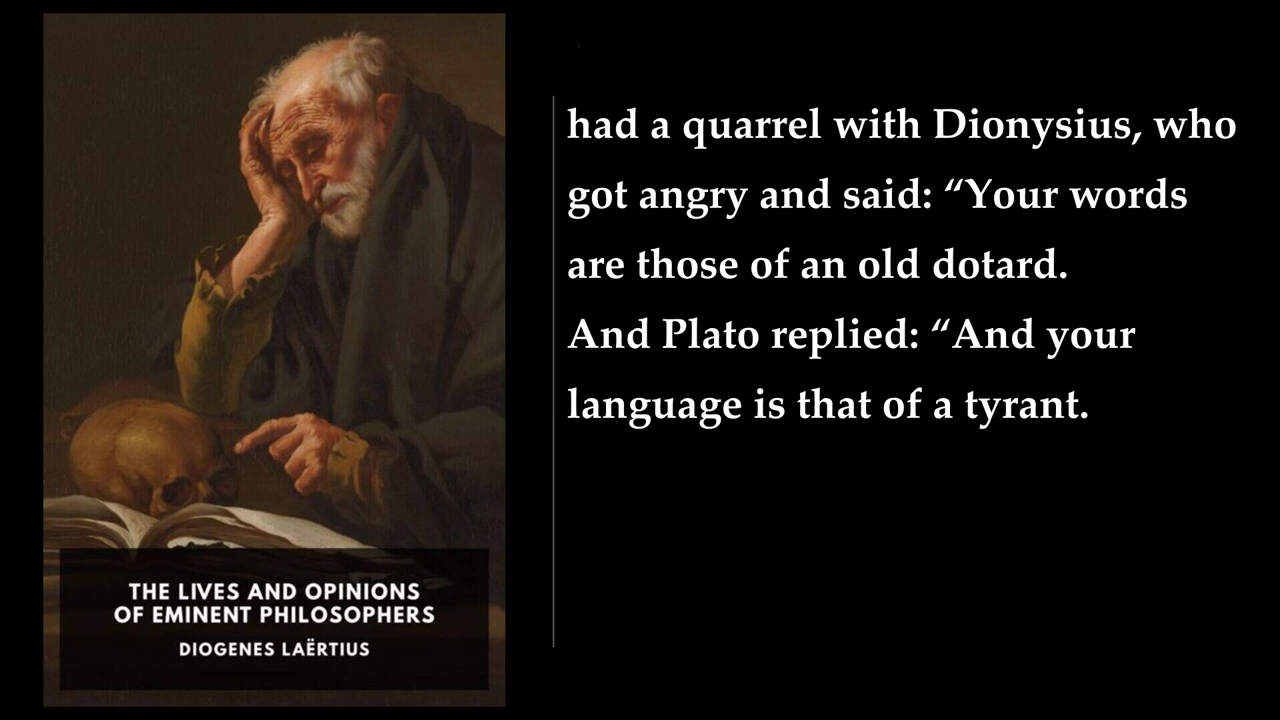 had a quarrel with Dionysius, who
got angry and said: “Your words
are those of an old dotard.
And Plato replied: “And your
language is that of a tyrant.
THE LIVES AND OPINIONS
OF EMINENT PHILOSOPHERS
DIOGENES LAËRTIUS